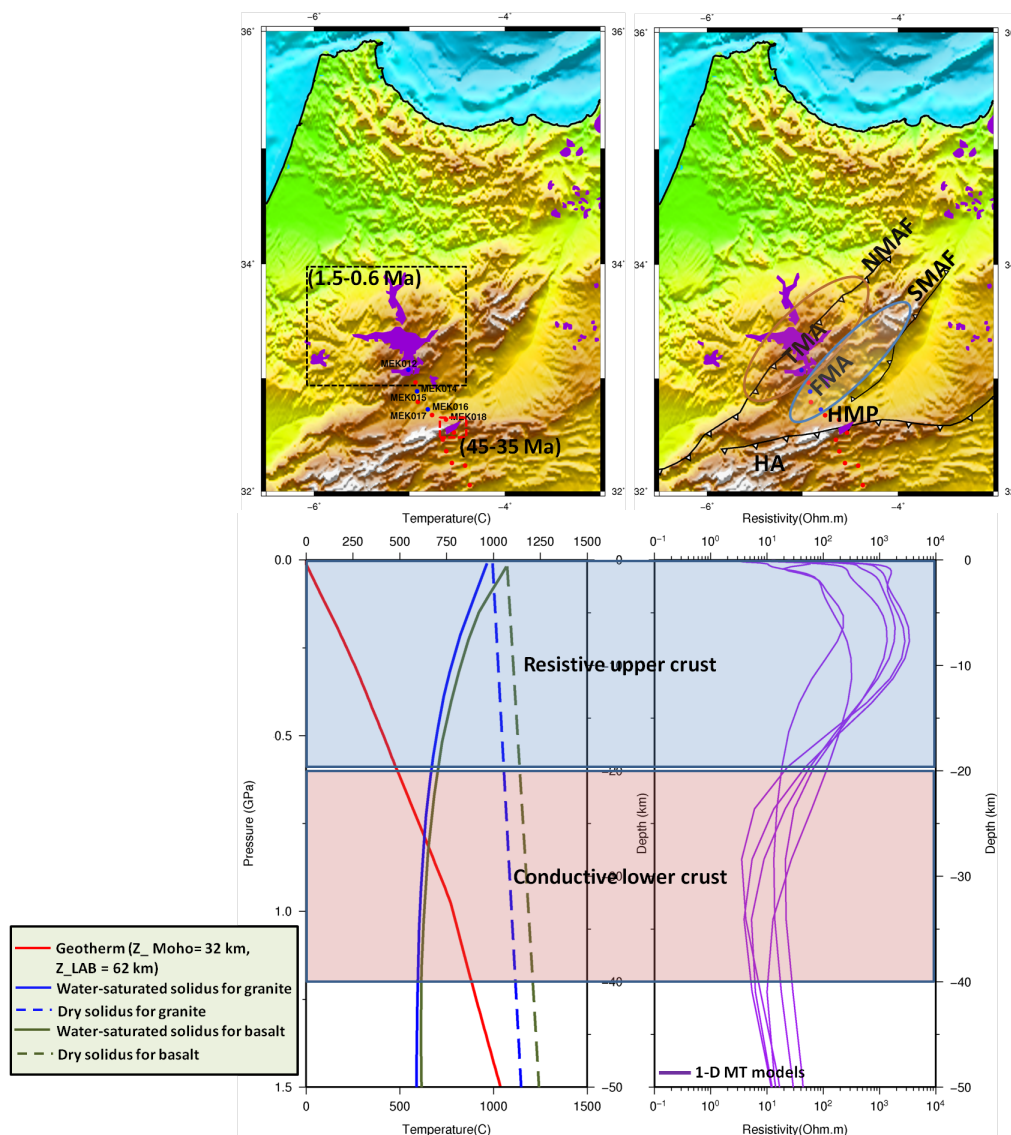 −6˚
−4˚
−6˚
−4˚
36˚
36˚
36
34˚
34˚
34
(1.5-0.6 Ma)
NMAF
SMAF
TMA
FMA
MEK012
MEK014
MEK015
MEK016
MEK017
MEK018
HMP
(45-35 Ma)
HA
32˚
32˚
32
−6˚
−4˚
−6˚
−4˚
Temperature(C)
Resistivity(Ohm.m)
0 250 500 750 1000 1250 1500
10−1 100 101 102 103 104
0.0
0.5
1.0
1.5
Pressure (GPa)
0
−20
−40
−50
Depth (km)
0
−10
−20
−30
−40
−50
Depth (km)
Resistive upper crust
Conductive lower crust
Geotherm (Z_ Moho= 32 km,
Z_LAB = 62 km)
Water-saturated solidus for granite
Dry solidus for granite
Water-saturated solidus for basalt
Dry solidus for basalt
1-D MT models
0 500 1000 1500
10−1 100 101 102 103 104
Temperature(C)
Resistivity(Ohm.m)